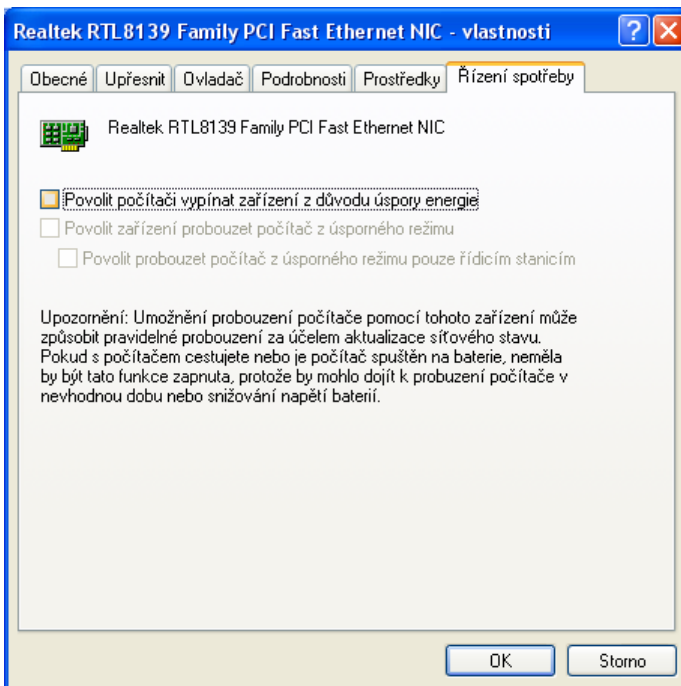 Realtek RTL8139 Family PCI Fast Ethernet NIC - vlastnosti
Obecné Upřesnit Ovladač Podrobnosti Prostředky Řízení spotřeby
Realtek RTL8139 Family PCI Fast Ethernet NIC
Povolit počítači vypínat zařízení z důvodu úspory energie
Povolit zařízení probouzet počítač z úsporného režimu
Povolit probouzet počítač z úsporného režimu pouze řídicím stanicím
Upozornění: Umožnění probouzení počítače pomocí tohoto zařízení může
způsobit pravidelné probouzení za účelem aktualizace síťového stavu.
Pokud s počítačem cestujete nebo je počítač spuštěn na baterie, neměla
by být tato funkce zapnuta, protože by mohlo dojít k probuzení počítače v
nevhodnou dobu nebo snižování napětí baterií.
OK Storno